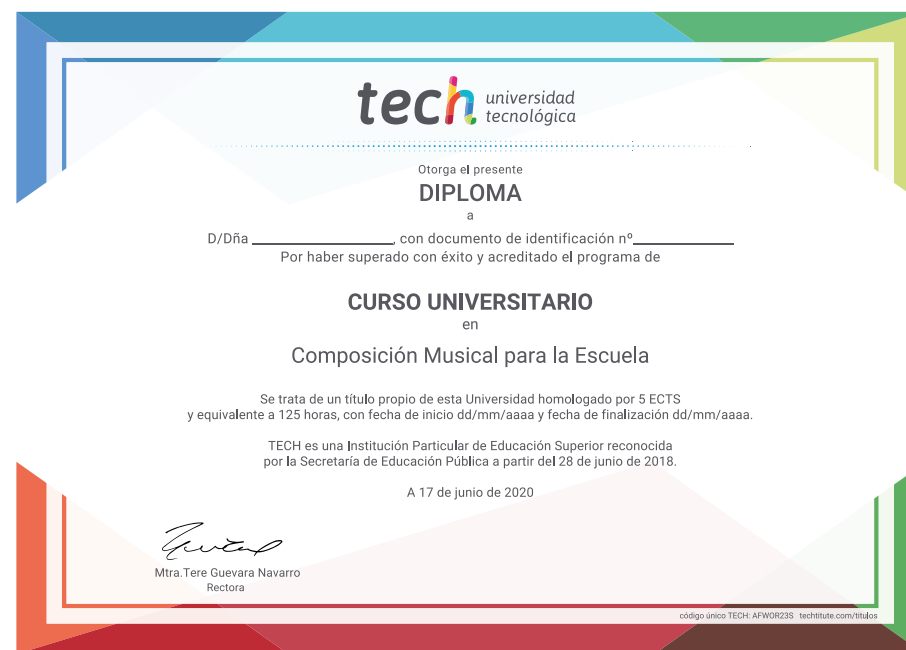 tech universidad
tecnológica
Otorga el presente
DIPLOMA
a
D/Dña ____________________, con documento de identificación nº______________
Por haber superado con éxito y acreditado el programa de
CURSO UNIVERSITARIO
en
Composición Musical para la Escuela
Se trata de un título propio de esta Universidad homologado por 5 ECTS
y equivalente a 125 horas, con fecha de inicio dd/mm/aaaa y fecha de finalización dd/mm/aaaa.
TECH es una Institución Particular de Educación Superior reconocida
por la Secretaría de Educación Pública a partir del 28 de junio de 2018.
A 17 de junio de 2020
Mtra.Tere Guevara Navarro
Rectora
código único TECH: AFWOR23S techtitute.com/titulos